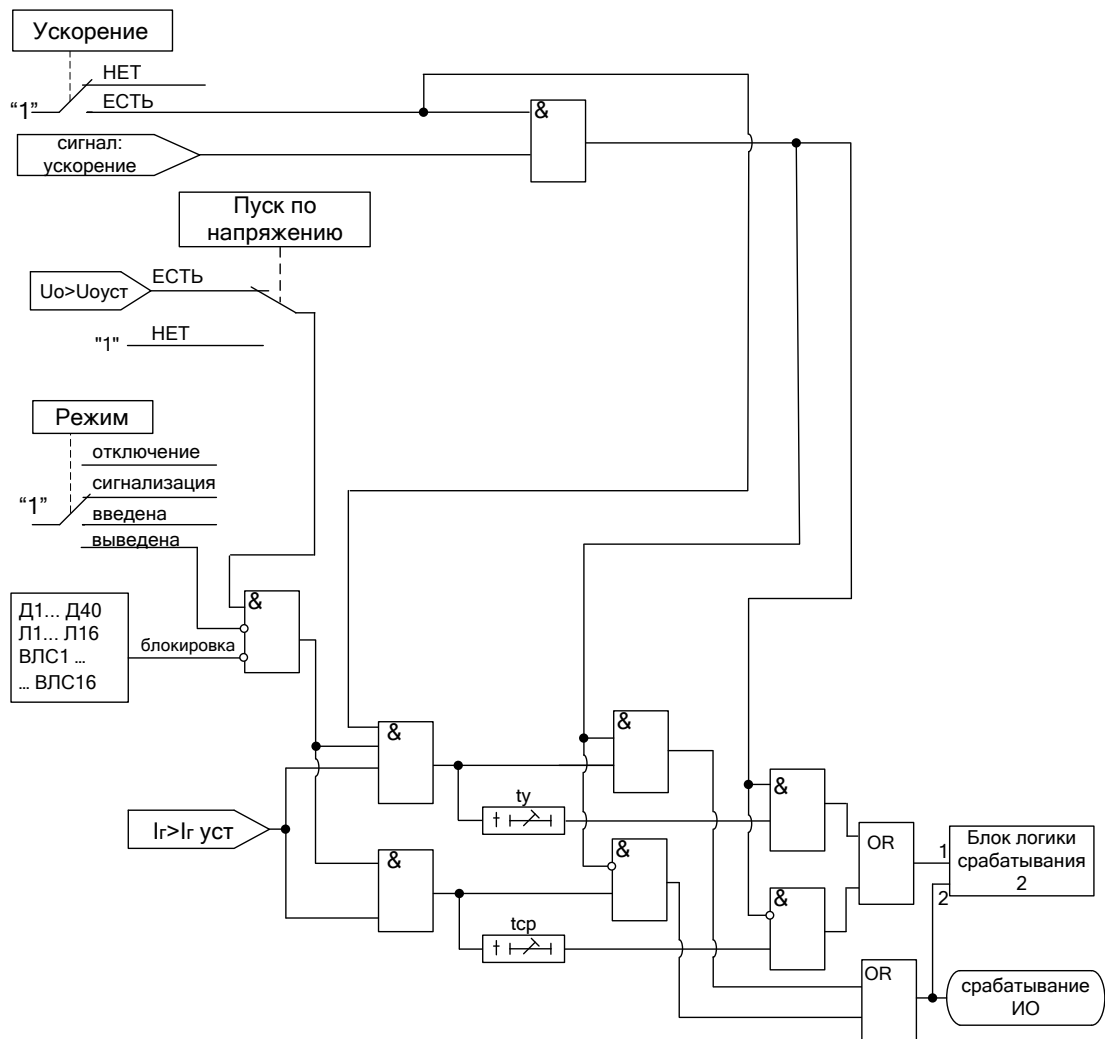 Ускорение
НЕТ
“1”
ЕСТЬ
&
сигнал:
ускорение
Пуск по
напряжению
ЕСТЬ
Uo>Uоуст
"1"
НЕТ
Режим
отключение
сигнализация
“1”
введена
выведена
&
Д1... Д40
Л1... Л16
ВЛС1 ...
... ВЛС16
блокировка
&
&
&
tу
Iг>Iг уст
OR
1
Блок логики
срабатывания
2
&
&
2
&
tср
OR
срабатывание
ИО